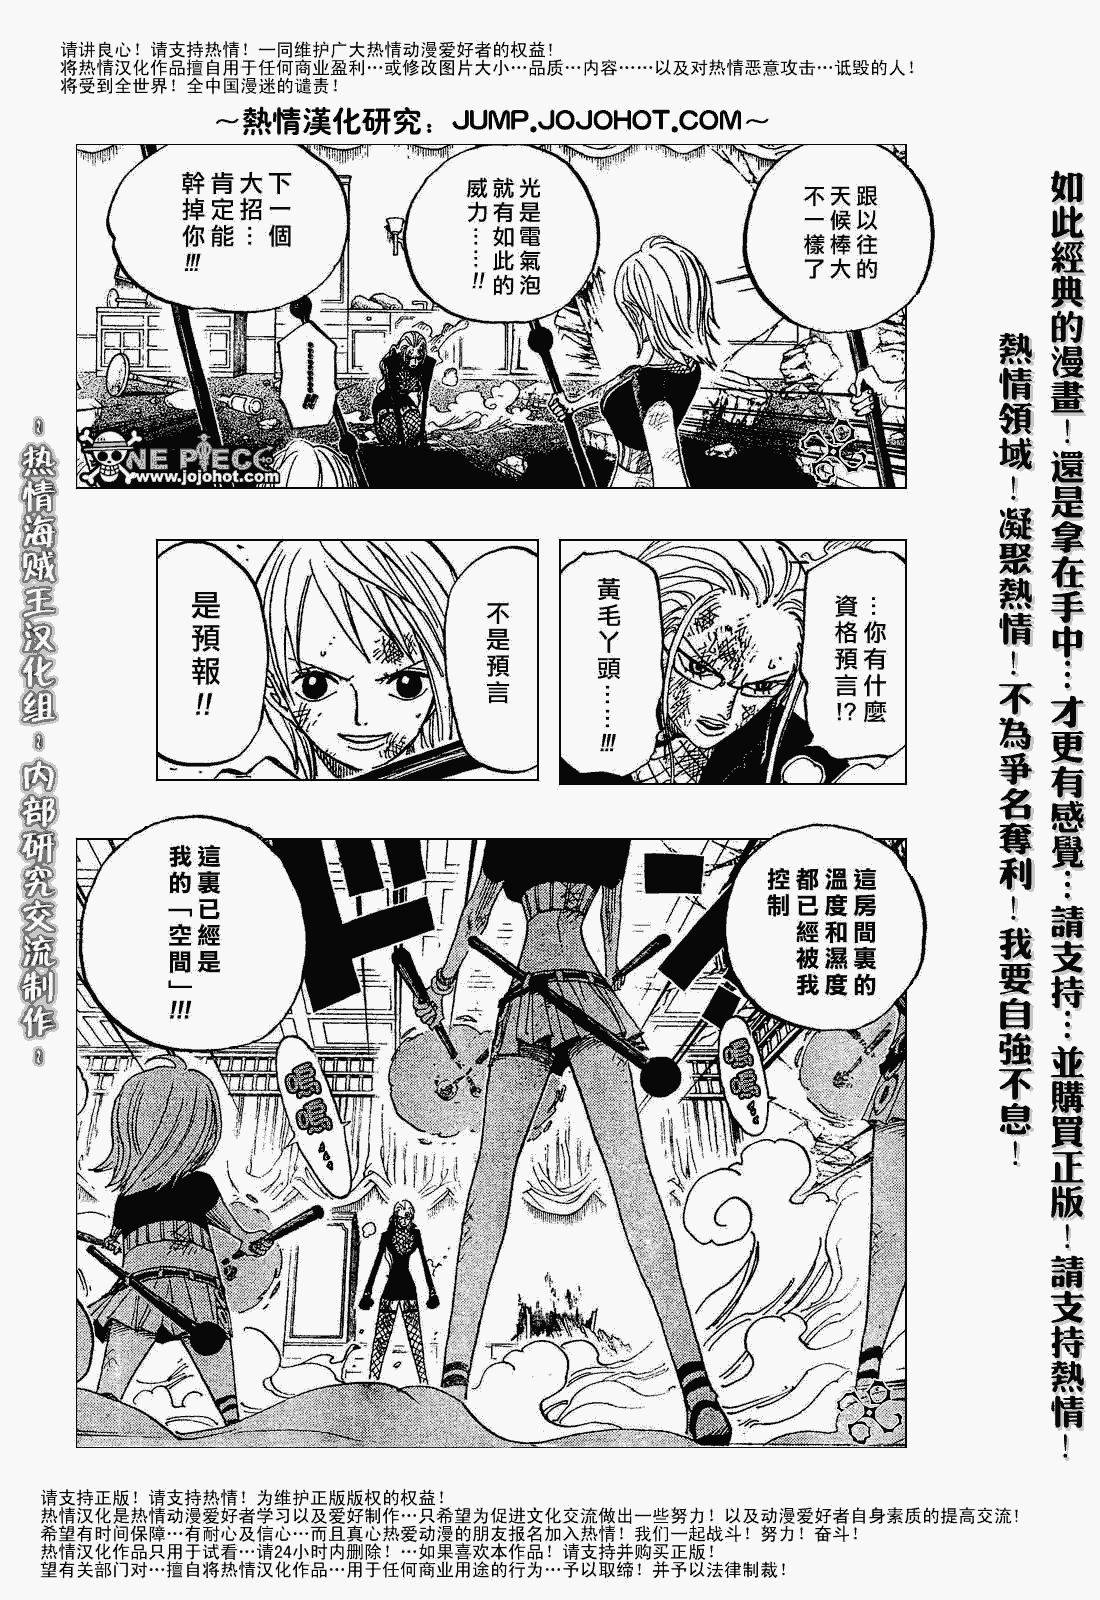 请讲良心！请支持热情！一同维护广大热情动漫爱好者的权益！
将热情汉化作品擅自用于任何商业盈利…或修改图片大小…品质…内容……以及对热情恶意攻击…诋毁的人！
将受到全世界！全中国漫迷的谴责！
～熱情漢化研究：JUMP.JOJOHOT.COM～
跟以往的
天候棒大
不一樣了
光是電氣泡
就有如此的
威力……!!
下一個
大招…
肯定能
幹掉你!!!
…………!!!
ONE PIECE
www.jojohot.com
…你有什麼
資格預言!?
黃毛丫頭……!!!
不是預言
是預報!!
這房間裏的
溫度和濕度
都已經被我
控制
這裏已經是
我的「空間」!!!
嗚嗚…
嗚嗚…
如此經典的漫畫！還是拿在手中…才更有感覺…請支持…並購買正版！請支持熱情！
熱情領域！凝聚熱情！不為爭名奪利！我要自強不息！
~热情海贼王汉化组~内部研究交流制作~
请支持正版！请支持热情！为维护正版版权的权益！
热情汉化是热情动漫爱好者学习以及爱好制作…只希望为促进文化交流做出一些努力！以及动漫爱好者自身素质的提高交流！
希望有时间保障…有耐心及信心…而且真心热爱动漫的朋友报名加入热情！我们一起战斗！努力！奋斗！
热情汉化作品只用于试看…请24小时内删除！…如果喜欢本作品！请支持并购买正版！
望有关部门对…擅自将热情汉化作品…用于任何商业用途的行为…予以取缔！并予以法律制裁！